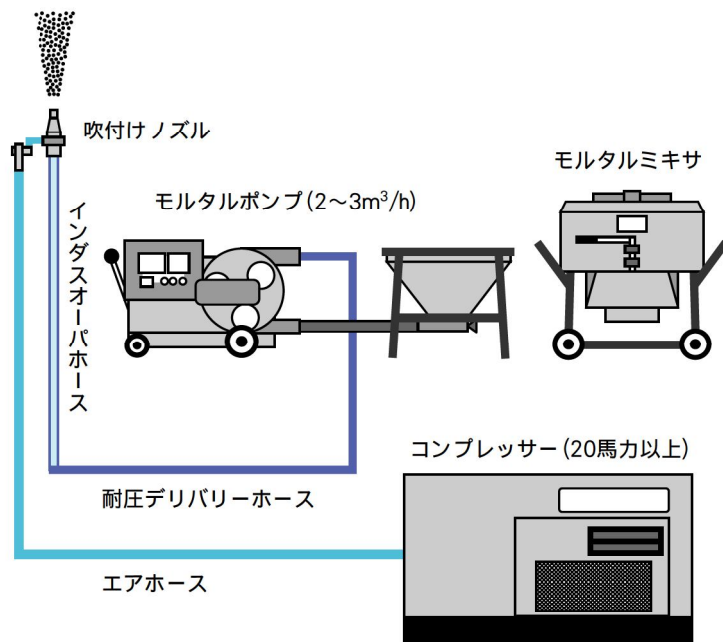 吹付けノズル
モルタルミキサ
モルタルポンプ(2〜3m³/h)
インダスオーパホース
コンプレッサー(20馬力以上)
耐圧デリバリーホース
エアホース